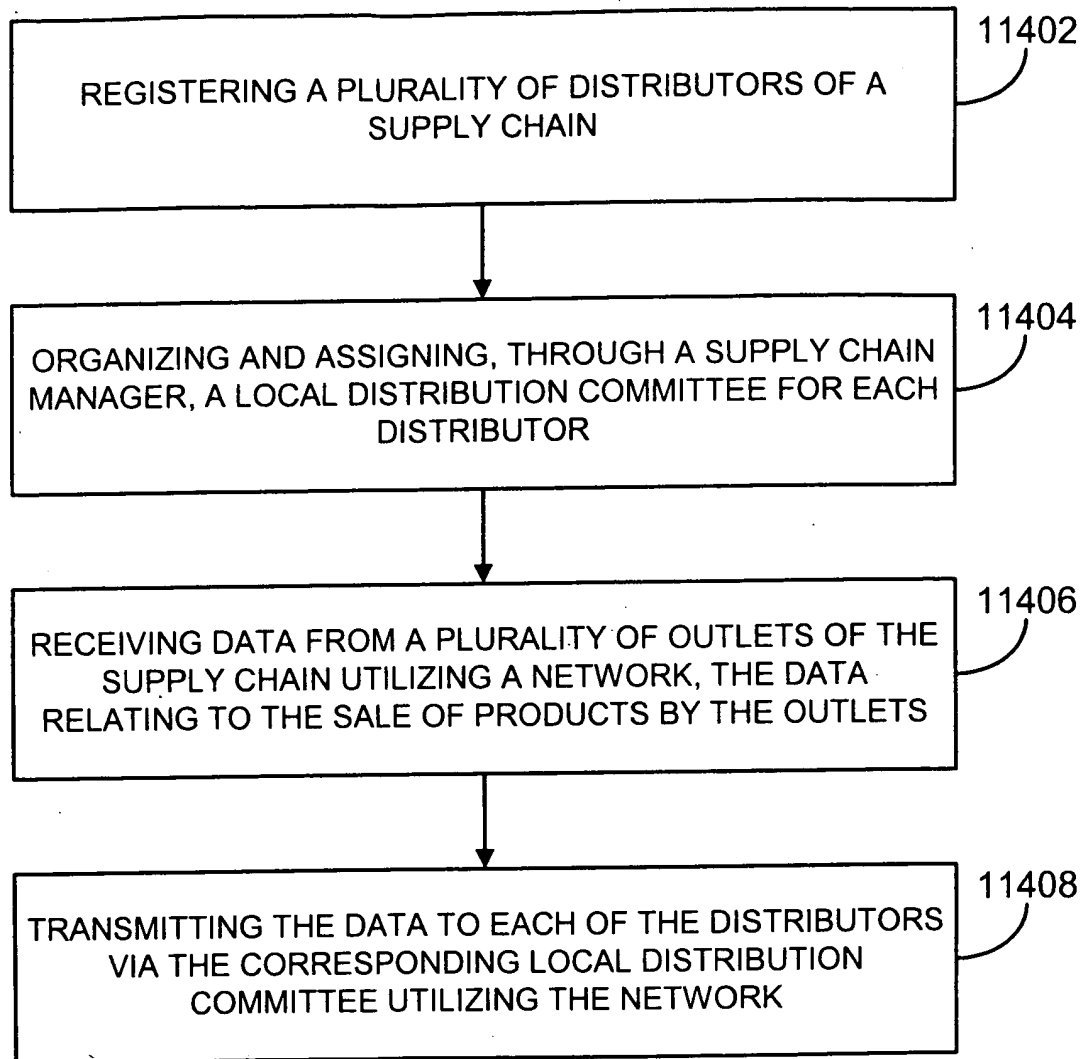 11402
REGISTERING A PLURALITY OF DISTRIBUTORS OF A
SUPPLY CHAIN
11404
ORGANIZING AND ASSIGNING, THROUGH A SUPPLY CHAIN
MANAGER, A LOCAL DISTRIBUTION COMMITTEE FOR EACH
DISTRIBUTOR
11406
RECEIVING DATA FROM A PLURALITY OF OUTLETS OF THE
SUPPLY CHAIN UTILIZING A NETWORK, THE DATA
RELATING TO THE SALE OF PRODUCTS BY THE OUTLETS
11408
TRANSMITTING THE DATA TO EACH OF THE DISTRIBUTORS
VIA THE CORRESPONDING LOCAL DISTRIBUTION
COMMITTEE UTILIZING THE NETWORK